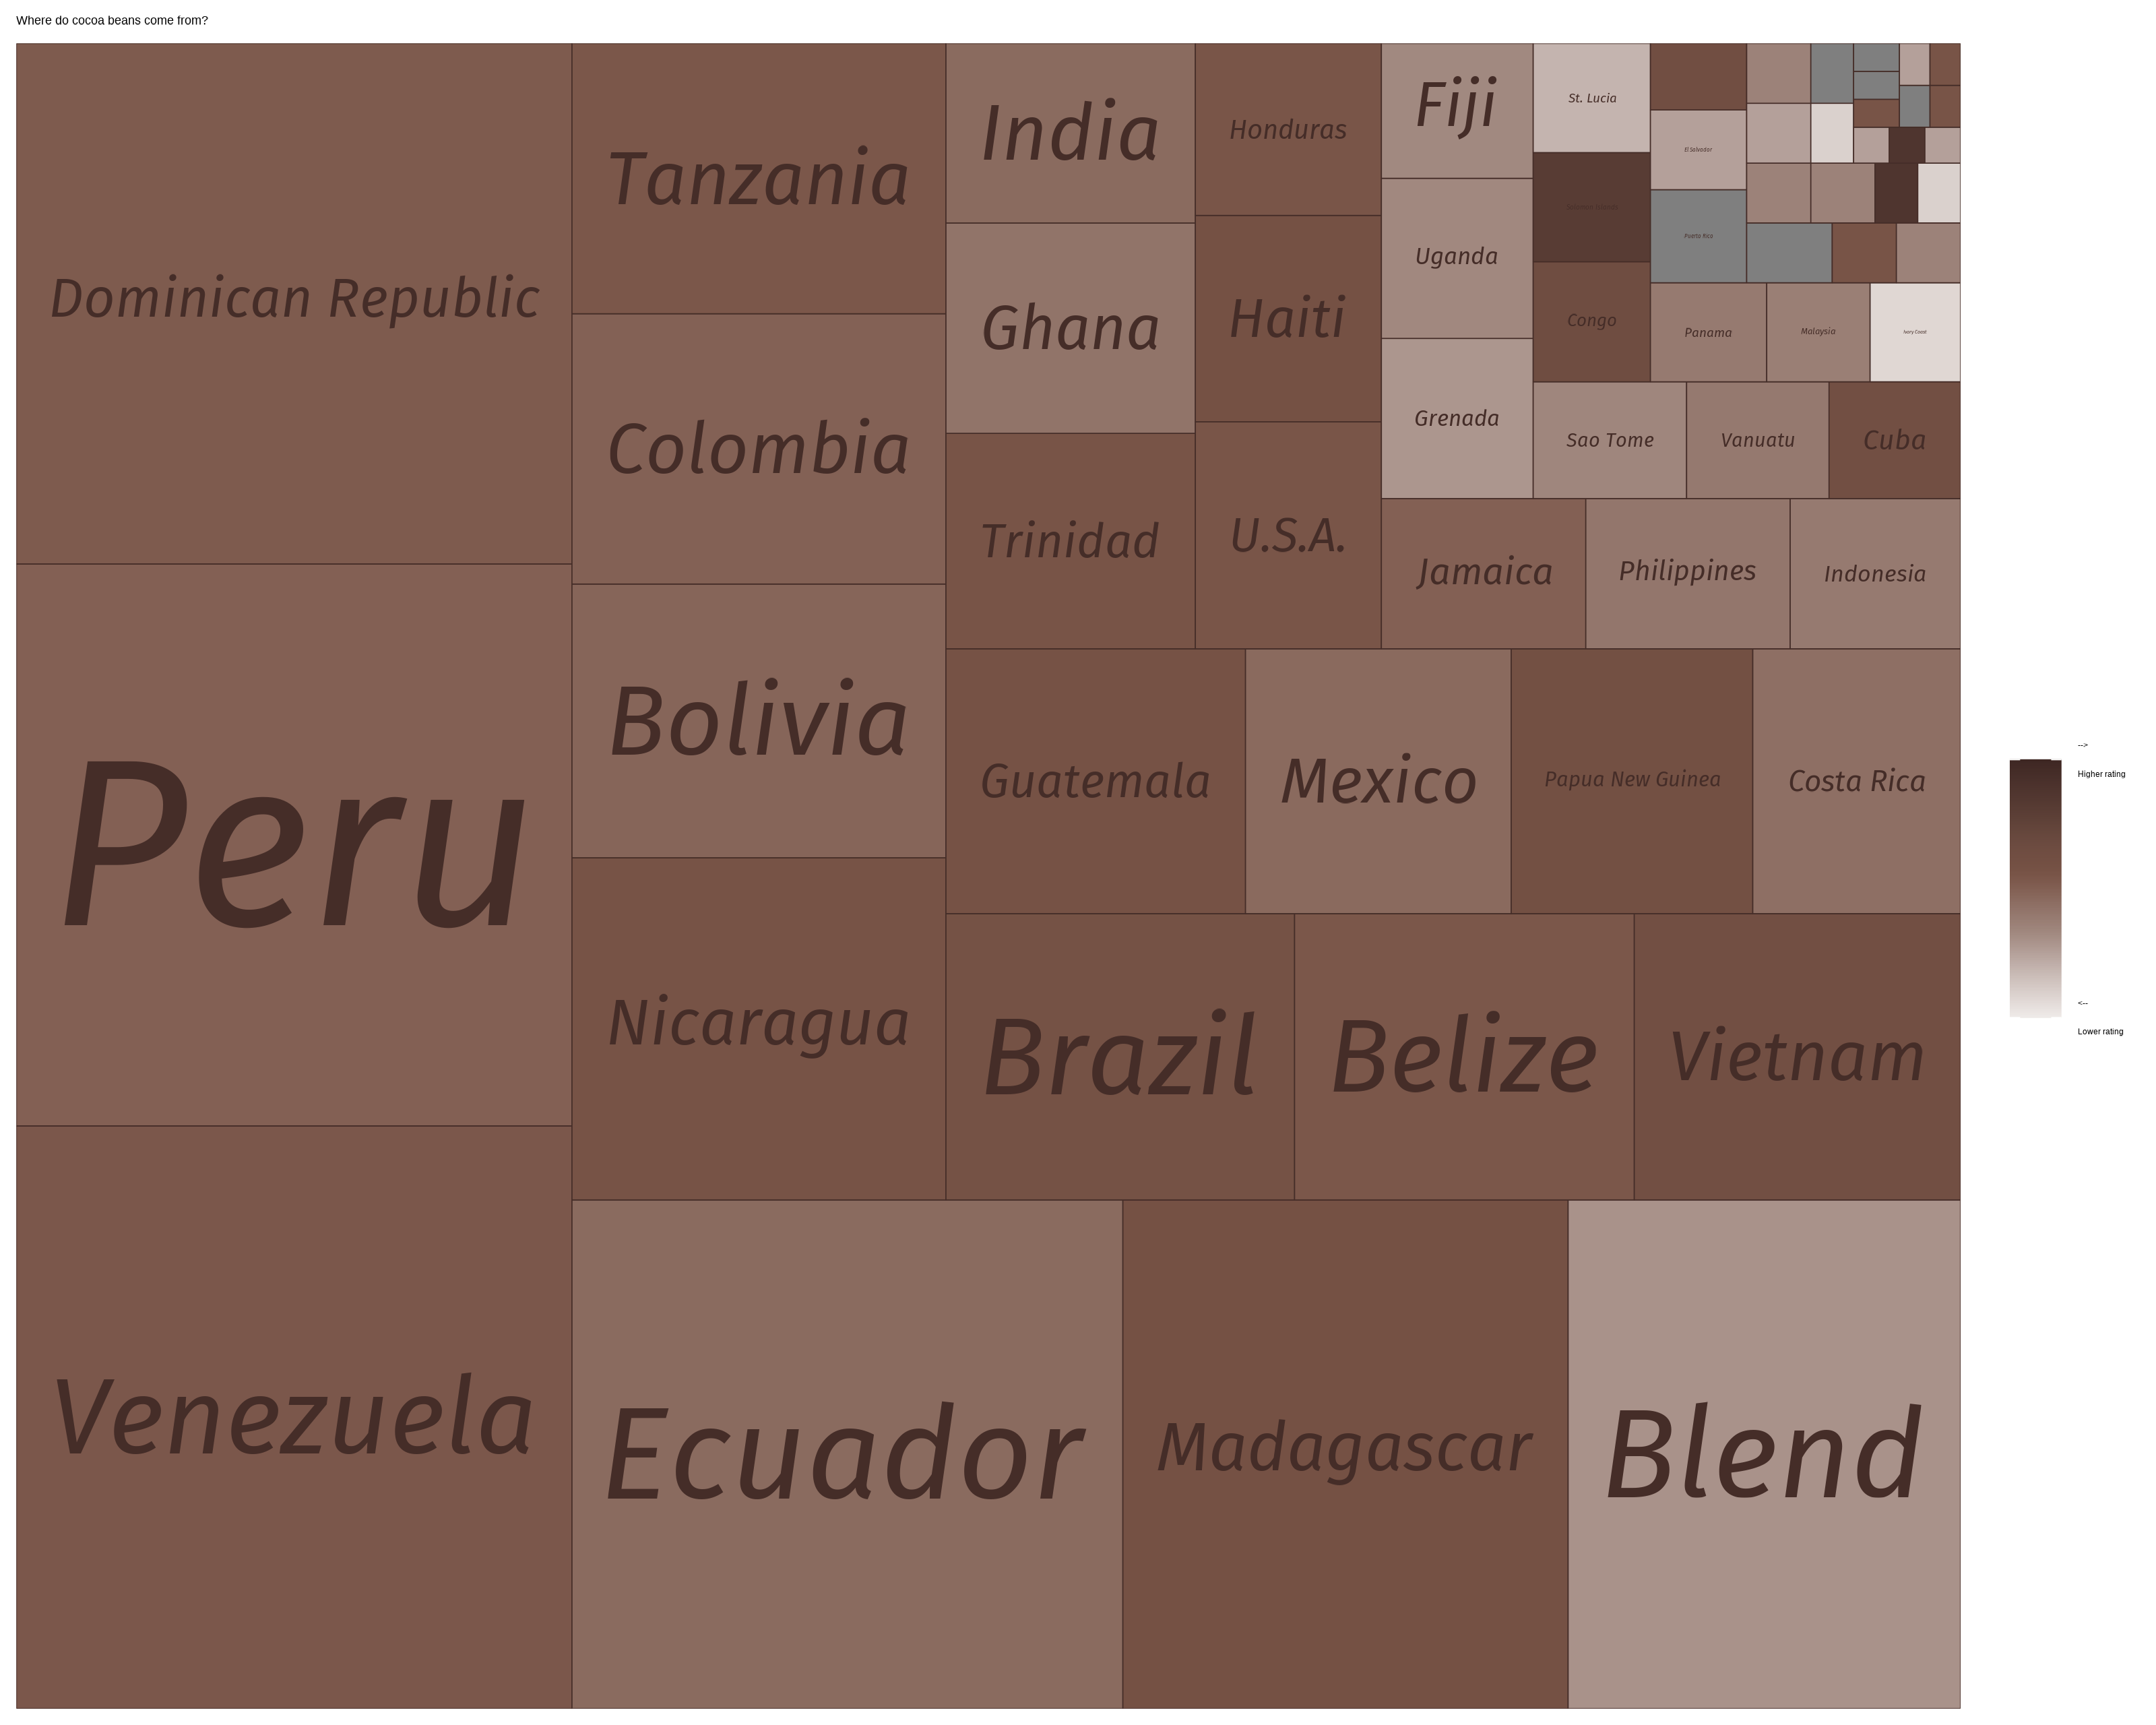 Where do cocoa beans come from?
Dominican Republic
Peru
Venezuela
Tanzania
Colombia
Bolivia
Nicaragua
Ecuador
Madagascar
Blend
India
Ghana
Trinidad
Honduras
Haiti
U.S.A.
Guatemala
Mexico
Papua New Guinea
Costa Rica
Brazil
Belize
Vietnam
Fiji
Uganda
Grenada
Jamaica
Philippines
Indonesia
St. Lucia
Congo
Sao Tome
Vanuatu
Cuba
El Salvador
Puerto Rico
Panama
Malaysia
Ivory Coast
-->
Higher rating
<--
Lower rating